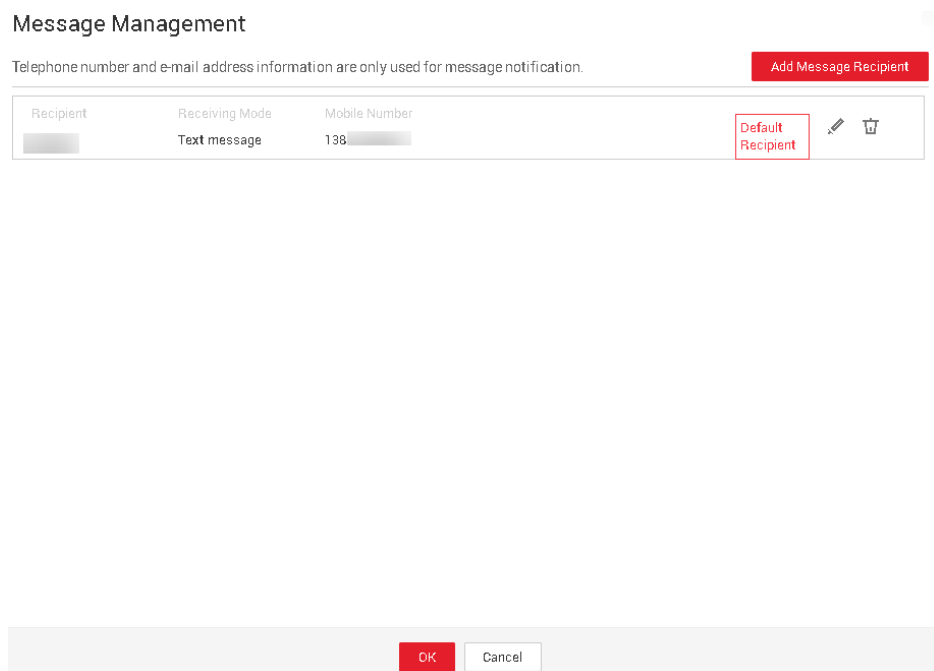 Message Management
Telephone number and e-mail address information are only used for message notification.
Add Message Recipient
Recipient Receiving Mode Mobile Number
Text message 138
Default
Recipient
OK Cancel